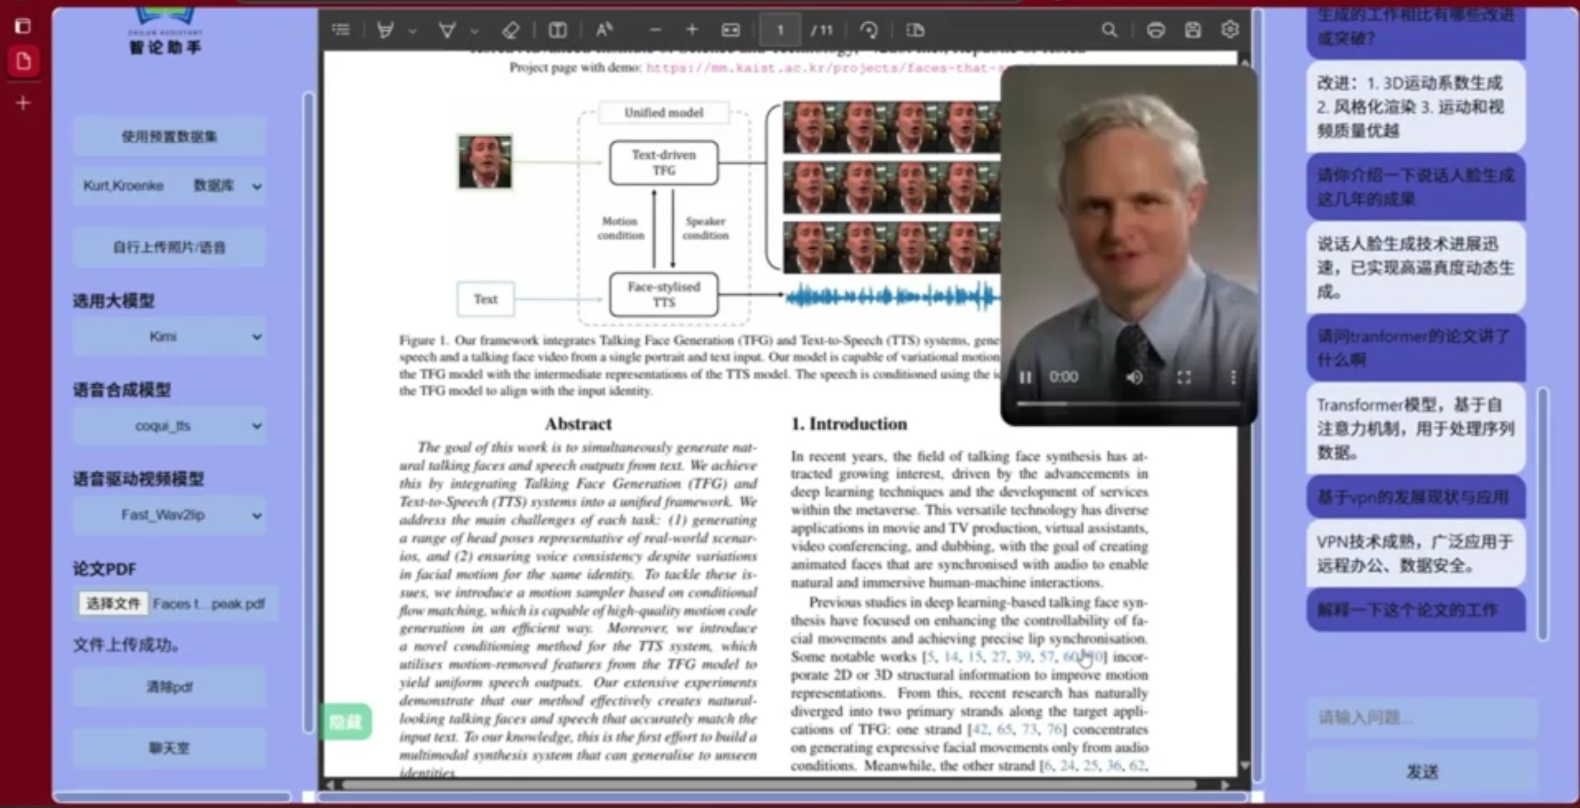 ZHILUN ASSISTANT
智论助手
使用预置数据集
Kurt,Kroenke 数据库
自行上传照片/语音
选用大模型
Kimi
语音合成模型
coqui_tts
语音驱动视频模型
Fast_Wav2lip
论文PDF
选择文件 Faces t...peak.pdf
文件上传成功。
清除pdf
聊天室
1 / 11
Project page with demo: https://mm.kaist.ac.kr/projects/faces-that-s
Unified model
Text-driven
TFG
Motion
condition
Speaker
condition
Text
Face-stylised
TTS
Figure 1. Our framework integrates Talking Face Generation (TFG) and Text-to-Speech (TTS) systems, gene
speech and a talking face video from a single portrait and text input. Our model is capable of variational motion
the TFG model with the intermediate representations of the TTS model. The speech is conditioned using the ic
the TFG model to align with the input identity.
Abstract
The goal of this work is to simultaneously generate nat-
ural talking faces and speech outputs from text. We achieve
this by integrating Talking Face Generation (TFG) and
Text-to-Speech (TTS) systems into a unified framework. We
address the main challenges of each task: (1) generating
a range of head poses representative of real-world scenar-
ios, and (2) ensuring voice consistency despite variations
in facial motion for the same identity. To tackle these is-
sues, we introduce a motion sampler based on conditional
flow matching, which is capable of high-quality motion code
generation in an efficient way. Moreover, we introduce
a novel conditioning method for the TTS system, which
utilises motion-removed features from the TFG model to
yield uniform speech outputs. Our extensive experiments
demonstrate that our method effectively creates natural-
looking talking faces and speech that accurately match the
input text. To our knowledge, this is the first effort to build a
multimodal synthesis system that can generalise to unseen
identities.
隐藏
1. Introduction
In recent years, the field of talking face synthesis has at-
tracted growing interest, driven by the advancements in
deep learning techniques and the development of services
within the metaverse. This versatile technology has diverse
applications in movie and TV production, virtual assistants,
video conferencing, and dubbing, with the goal of creating
animated faces that are synchronised with audio to enable
natural and immersive human-machine interactions.
Previous studies in deep learning-based talking face syn-
thesis have focused on enhancing the controllability of fa-
cial movements and achieving precise lip synchronisation.
Some notable works [5, 14, 15, 27, 39, 57, 60, 70] incor-
porate 2D or 3D structural information to improve motion
representations. From this, recent research has naturally
diverged into two primary strands along the target appli-
cations of TFG: one strand [42, 65, 73, 76] concentrates
on generating expressive facial movements only from audio
conditions. Meanwhile, the other strand [6, 24, 25, 36, 62,
0:00
生成的工作相比有哪些改进
或突破?
改进：1. 3D运动系数生成
2. 风格化渲染 3. 运动和视
频质量优越
请你介绍一下说话人脸生成
这几年的成果
说话人脸生成技术进展迅
速，已实现高逼真度动态生
成。
请问tranformer的论文讲了
什么啊
Transformer模型，基于自
注意力机制，用于处理序列
数据。
基于vpn的发展现状与应用
VPN技术成熟，广泛应用于
远程办公、数据安全。
解释一下这个论文的工作
请输入问题...
发送